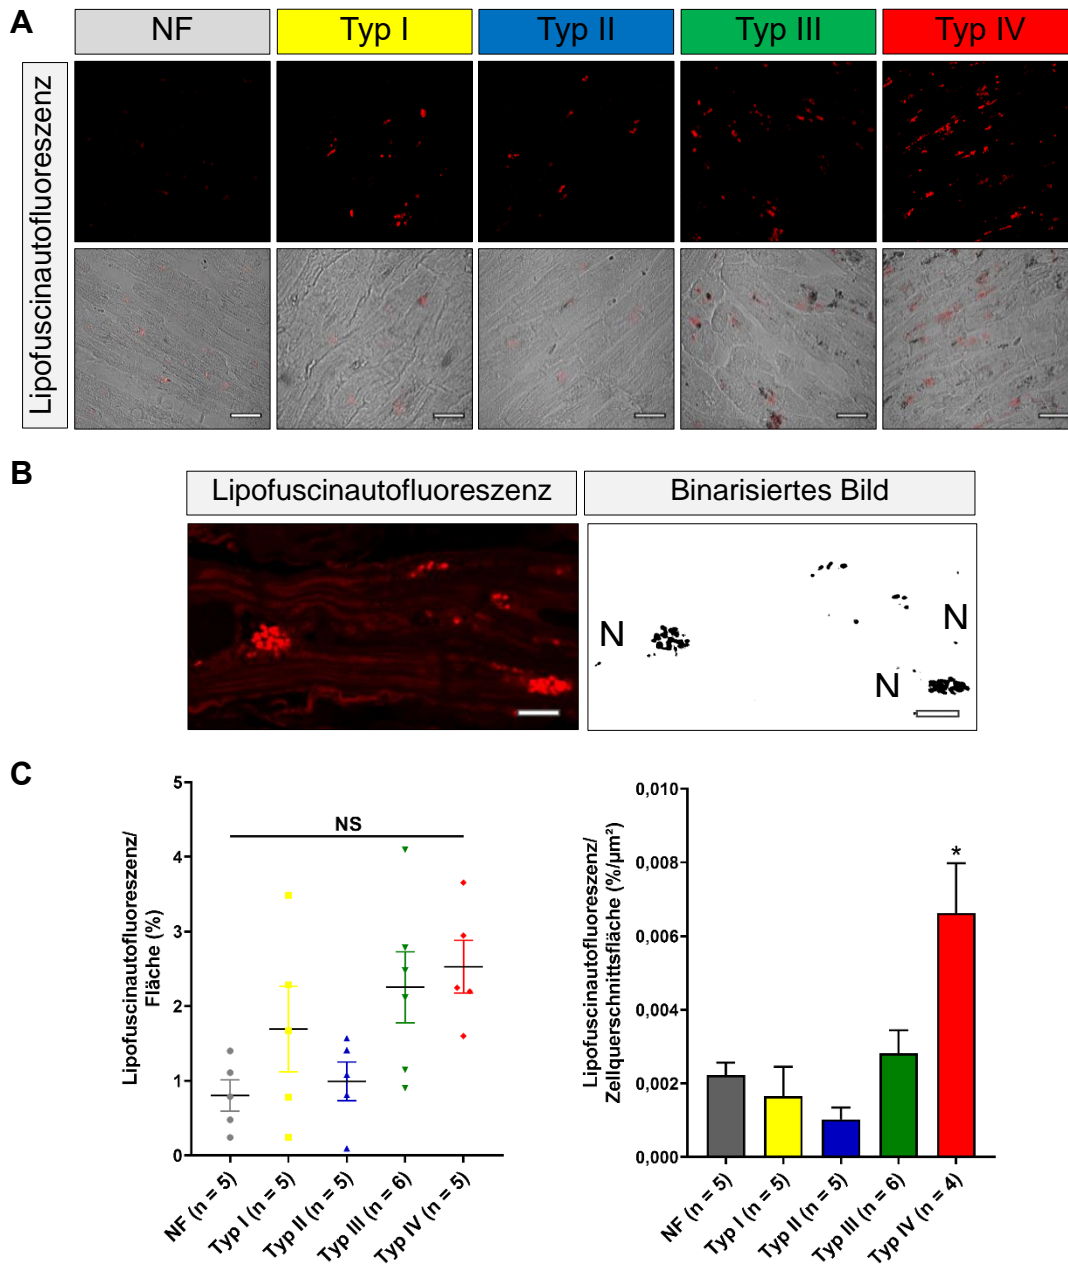 A
NF
Typ I
Typ II
Typ III
Typ IV
Lipofuscinautofluoreszenz
B
Lipofuscinautofluoreszenz
Binarisiertes Bild
N
N
N
C
Lipofuscinautofluoreszenz/
Fläche (%)
5
4
3
2
1
0
NS
NF (n = 5)
Typ I (n = 5)
Typ II (n = 5)
Typ III (n = 6)
Typ IV (n = 5)
Lipofuscinautofluoreszenz/
Zellquerschnittsfläche (%/µm²)
0,010
0,008
0,006
0,004
0,002
0,000
*
NF (n = 5)
Typ I (n = 5)
Typ II (n = 5)
Typ III (n = 6)
Typ IV (n = 4)